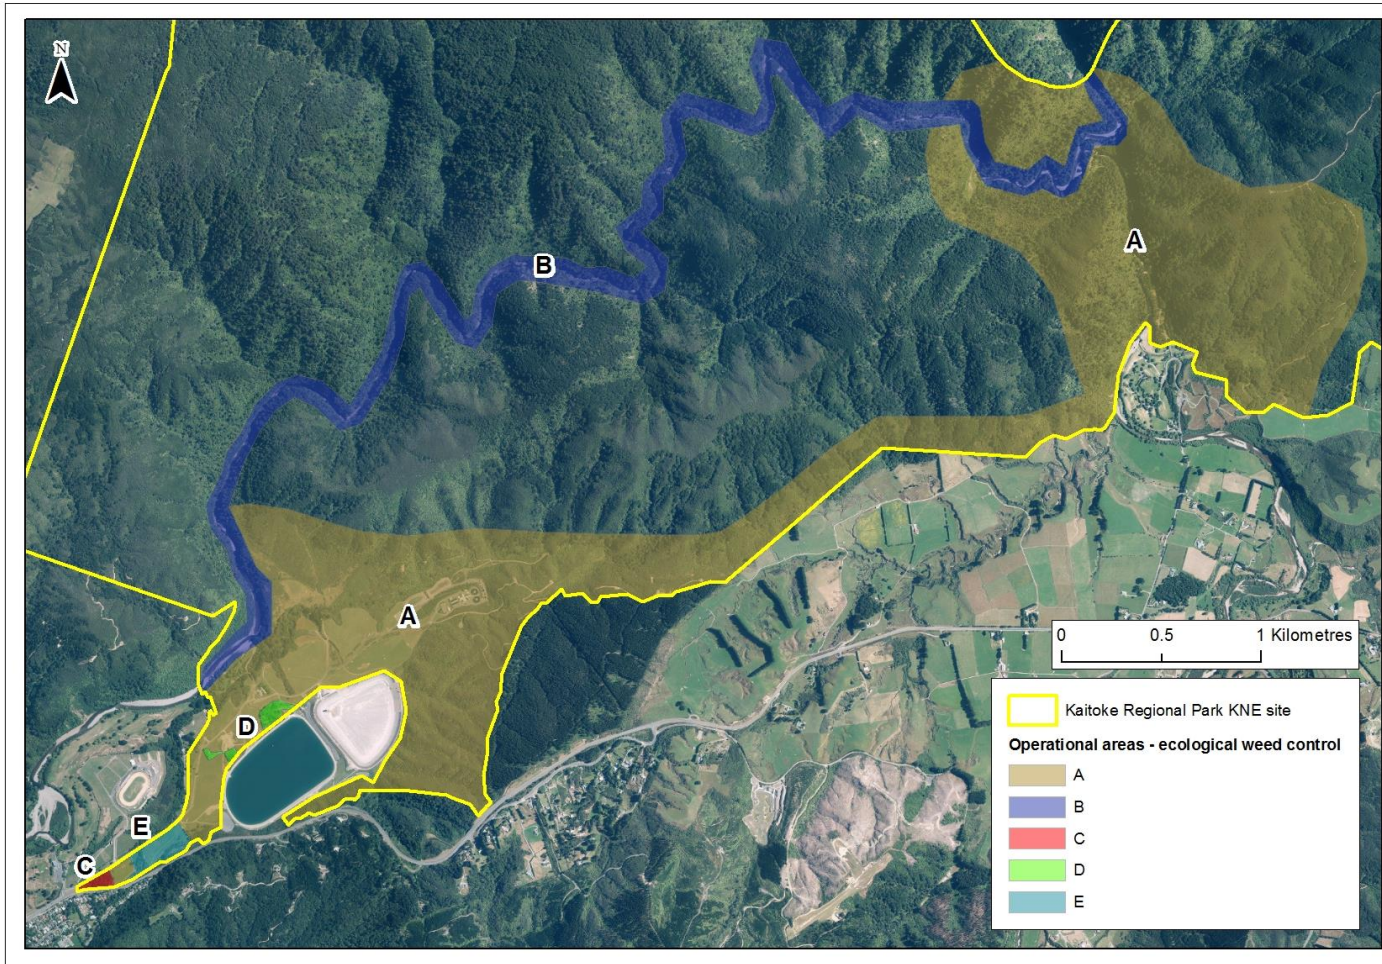 N
B
A
A
D
E
C
0 0.5 1 Kilometres
Kaitoke Regional Park KNE site
Operational areas - ecological weed control
A
B
C
D
E